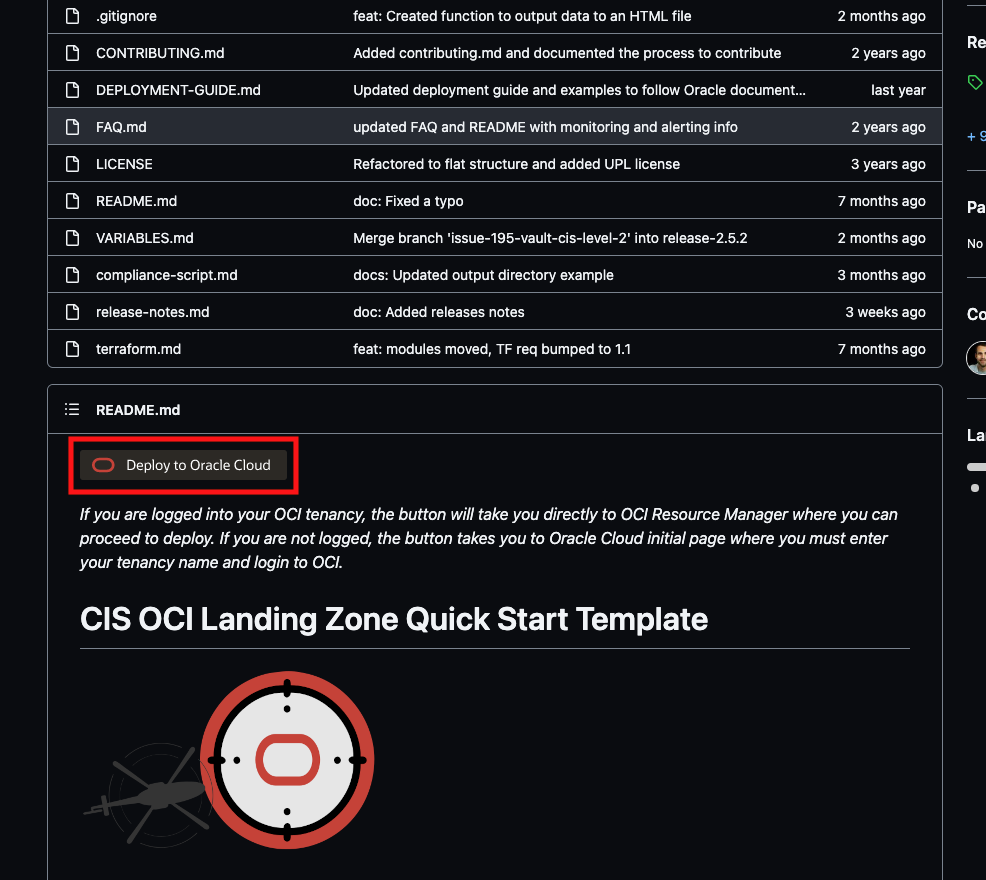 .gitignore feat: Created function to output data to an HTML file 2 months ago
Re
CONTRIBUTING.md Added contributing.md and documented the process to contribute 2 years ago
DEPLOYMENT-GUIDE.md Updated deployment guide and examples to follow Oracle document... last year
FAQ.md updated FAQ and README with monitoring and alerting info 2 years ago
+ 9
LICENSE Refactored to flat structure and added UPL license 3 years ago
README.md doc: Fixed a typo 7 months ago
Pa
VARIABLES.md Merge branch 'issue-195-vault-cis-level-2' into release-2.5.2 2 months ago
No
compliance-script.md docs: Updated output directory example 3 months ago
release-notes.md doc: Added releases notes 3 weeks ago
Co
terraform.md feat: modules moved, TF req bumped to 1.1 7 months ago
README.md
La
Deploy to Oracle Cloud
If you are logged into your OCI tenancy, the button will take you directly to OCI Resource Manager where you can
proceed to deploy. If you are not logged, the button takes you to Oracle Cloud initial page where you must enter
your tenancy name and login to OCI.
CIS OCI Landing Zone Quick Start Template